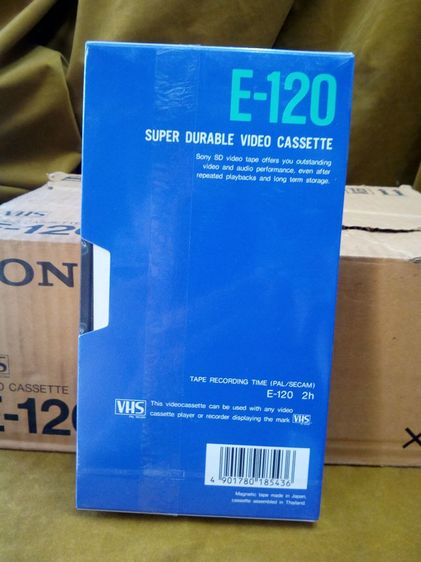 E-120
SUPER DURABLE VIDEO CASSETTE
Sony SD video tape offers you outstanding
video and audio performance, even after
repeated playbacks and long term storage.
VHS
E-120
ON
CASSETTE
E-120
TAPE RECORDING TIME (PAL/SECAM)
E-120 2h
VHS This videocassette can be used with any video
cassette player or recorder displaying the mark VHS
4 901780 185436
Magnetic tape made in Japan,
cassette assembled in Thailand.